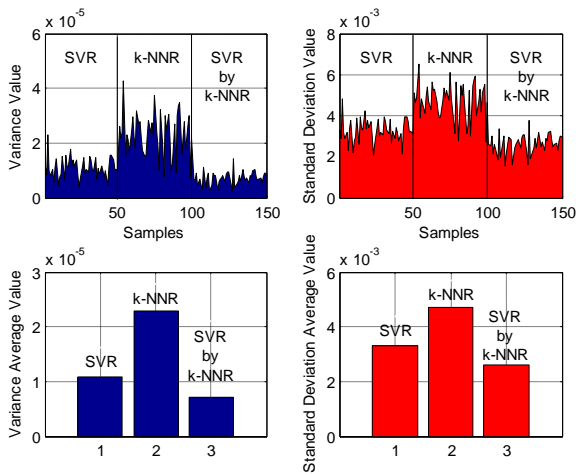 x 10^-5
6
4
2
0
Variance Value
SVR
k-NNR
SVR
by
k-NNR
50
100
150
Samples
x 10^-3
8
6
4
2
0
Standard Deviation Value
SVR
k-NNR
SVR
by
k-NNR
50
100
150
Samples
x 10^-5
3
2
1
0
Variance Average Value
SVR
k-NNR
SVR
by
k-NNR
1
2
3
x 10^-3
6
4
2
0
Standard Deviation Average Value
SVR
k-NNR
SVR
by
k-NNR
1
2
3